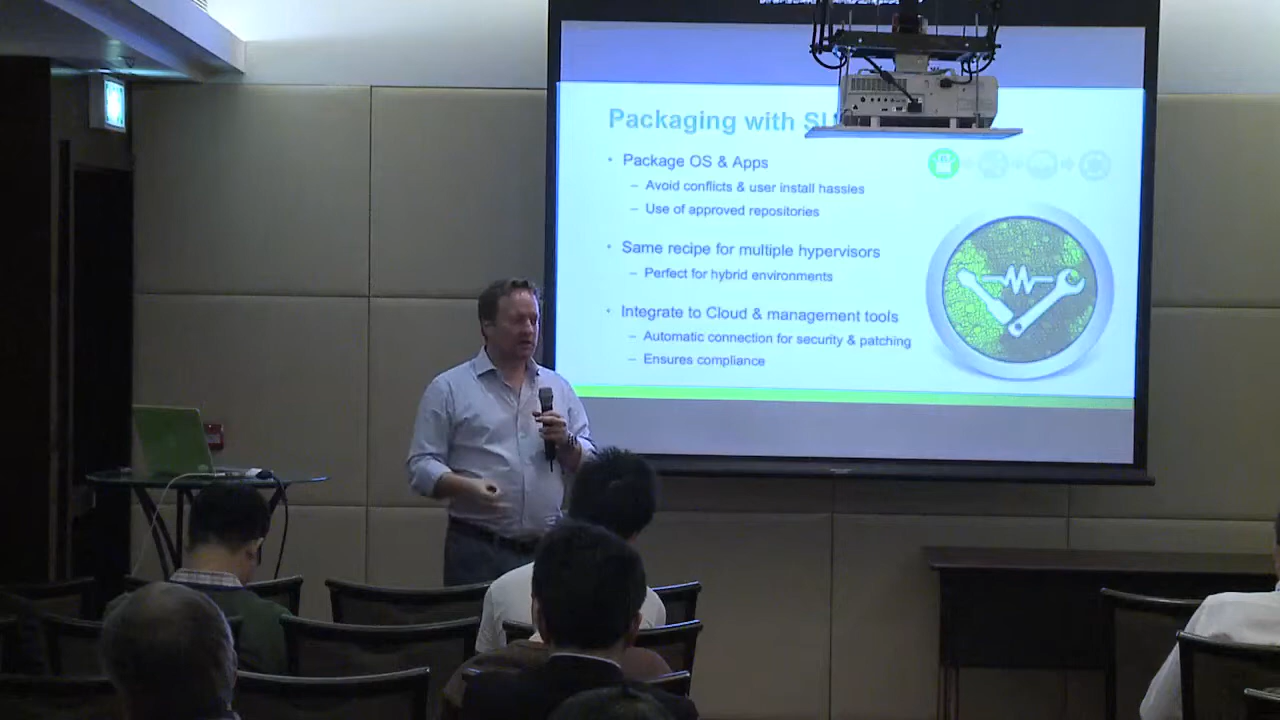 Packaging with SU
• Package OS & Apps
– Avoid conflicts & user install hassles
– Use of approved repositories
• Same recipe for multiple hypervisors
– Perfect for hybrid environments
• Integrate to Cloud & management tools
– Automatic connection for security & patching
– Ensures compliance